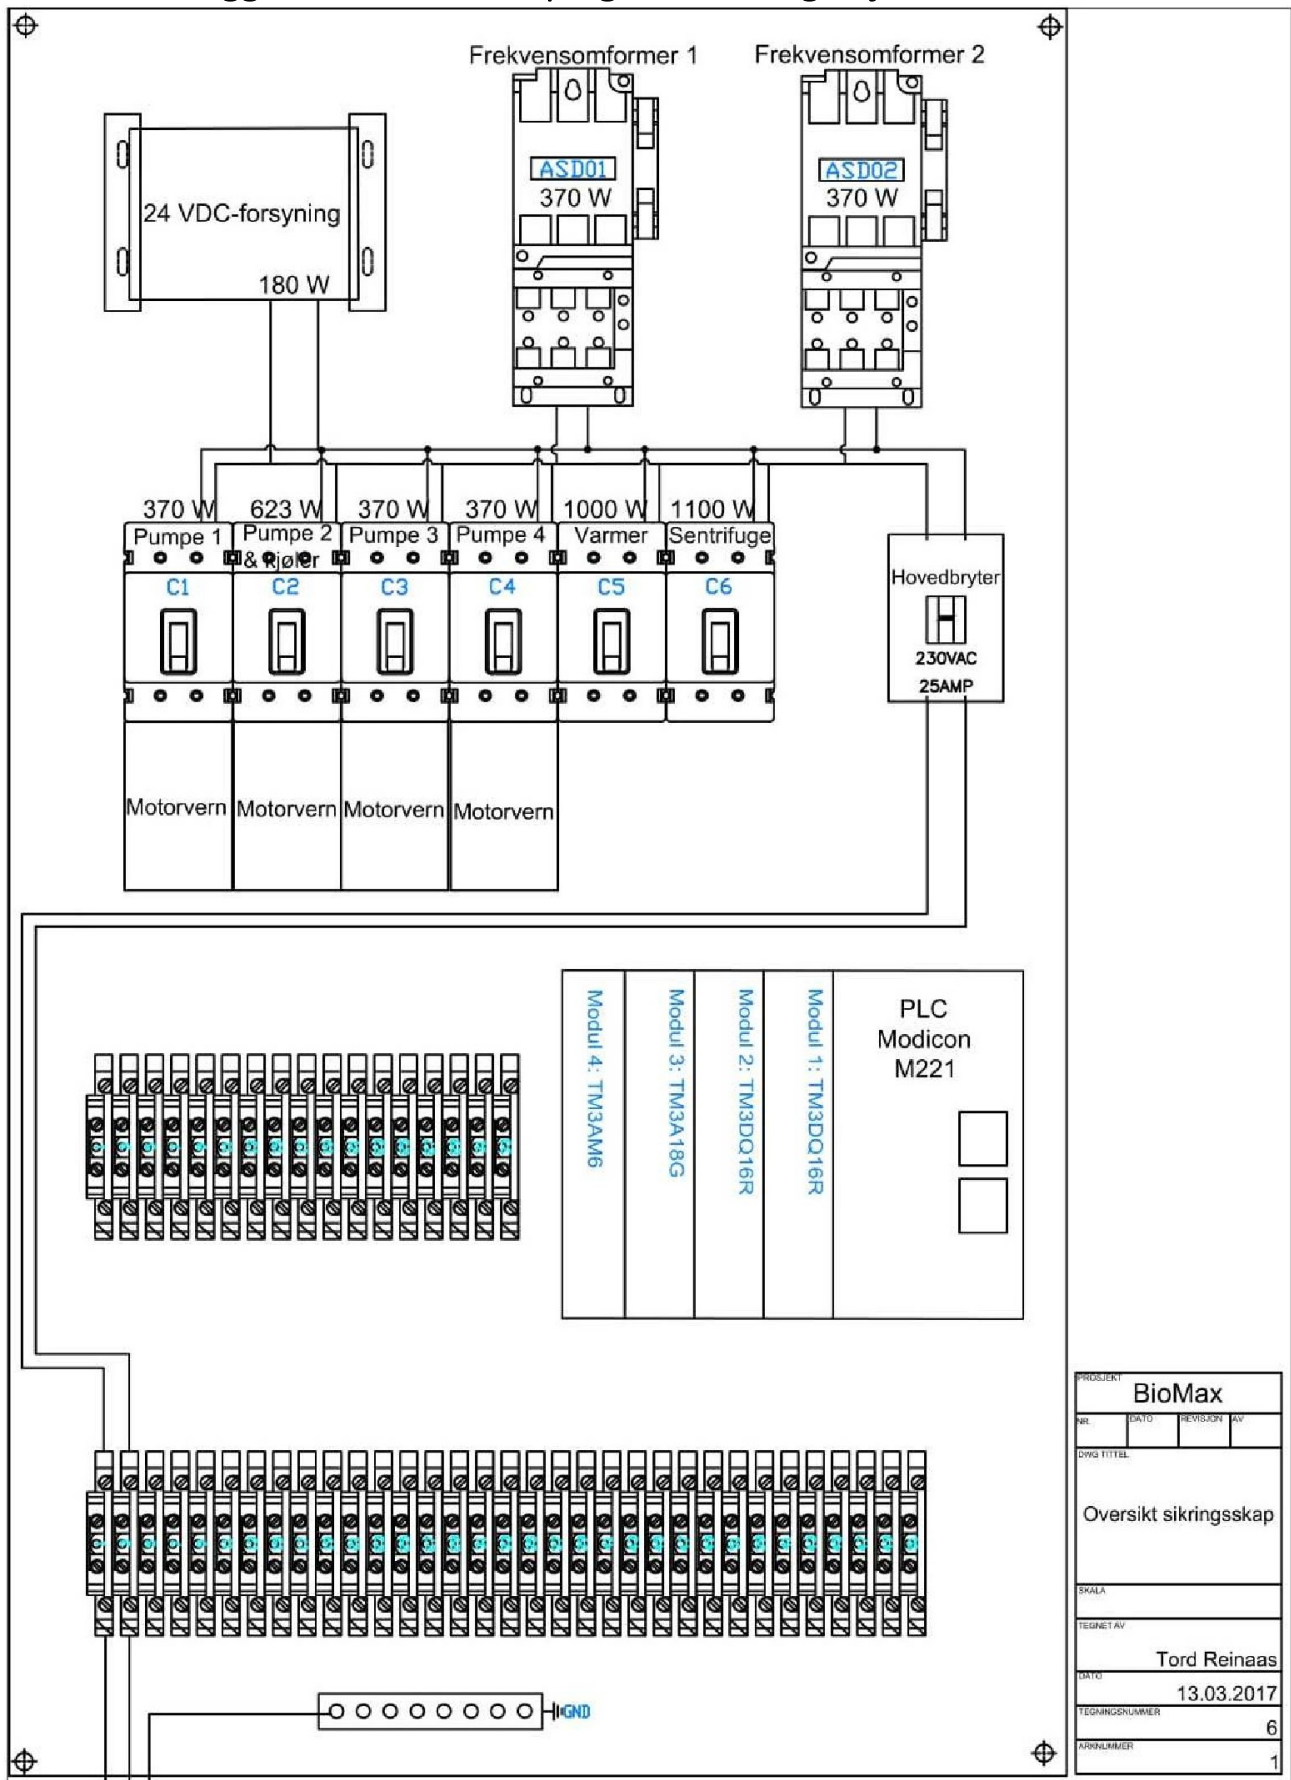 Frekvensomformer 1
Frekvensomformer 2
ASD01
370 W
ASD02
370 W
24 VDC-forsyning
180 W
370 W
623 W
370 W
370 W
1000 W
1100 W
Pumpe 1
Pumpe 2
& kjøler
Pumpe 3
Pumpe 4
Varmer
Sentrifuge
C1
C2
C3
C4
C5
C6
Hovedbryter
230VAC
25AMP
Motorvern
Motorvern
Motorvern
Motorvern
Modul 4: TM3AM6
Modul 3: TM3A18G
Modul 2: TM3DQ16R
Modul 1: TM3DQ16R
PLC
Modicon
M221
GND
PROSJEKT
BioMax
NR.
DATO
REVISJON
AV
DWG TITTEL
Oversikt sikringsskap
SKALA
TEGNET AV
Tord Reinaas
DATO
13.03.2017
TEGNINGSNUMMER
6
ARKNUMMER
1